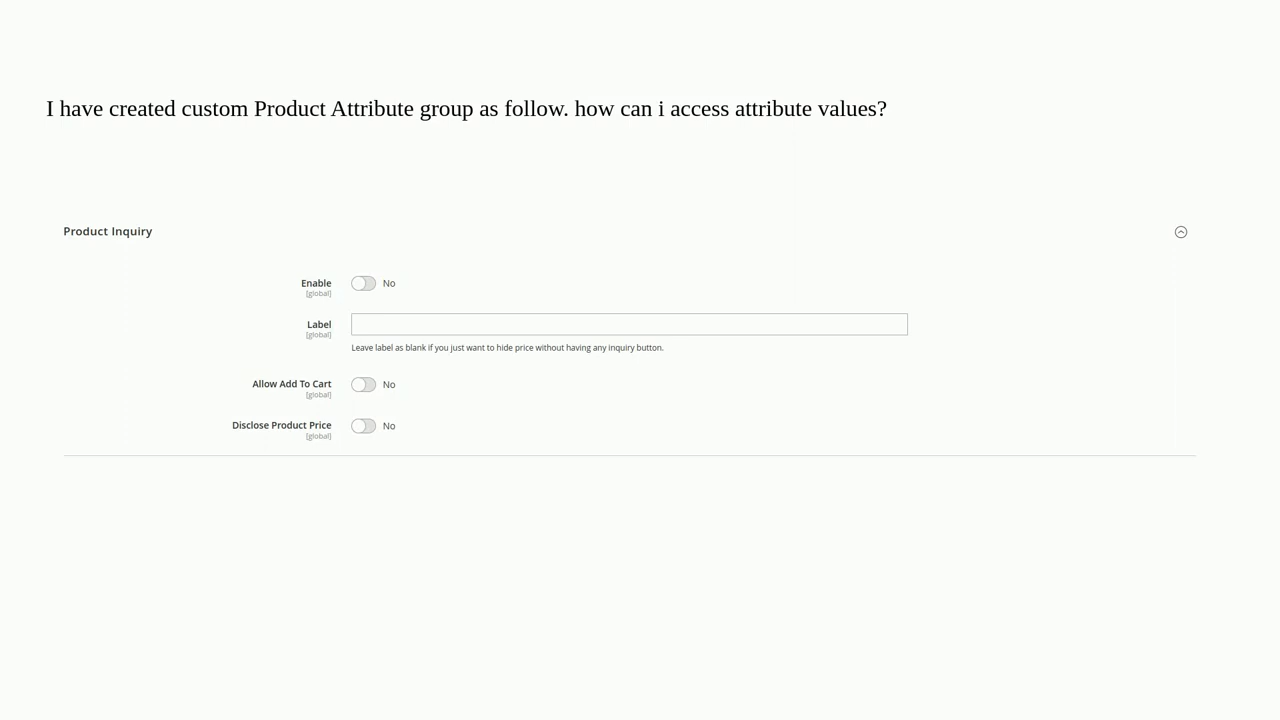 I have created custom Product Attribute group as follow. how can i access attribute values?
Product Inquiry
Enable No
[global]
Label
[global]
Leave label as blank if you just want to hide price without having any inquiry button.
Allow Add To Cart No
[global]
Disclose Product Price No
[global]